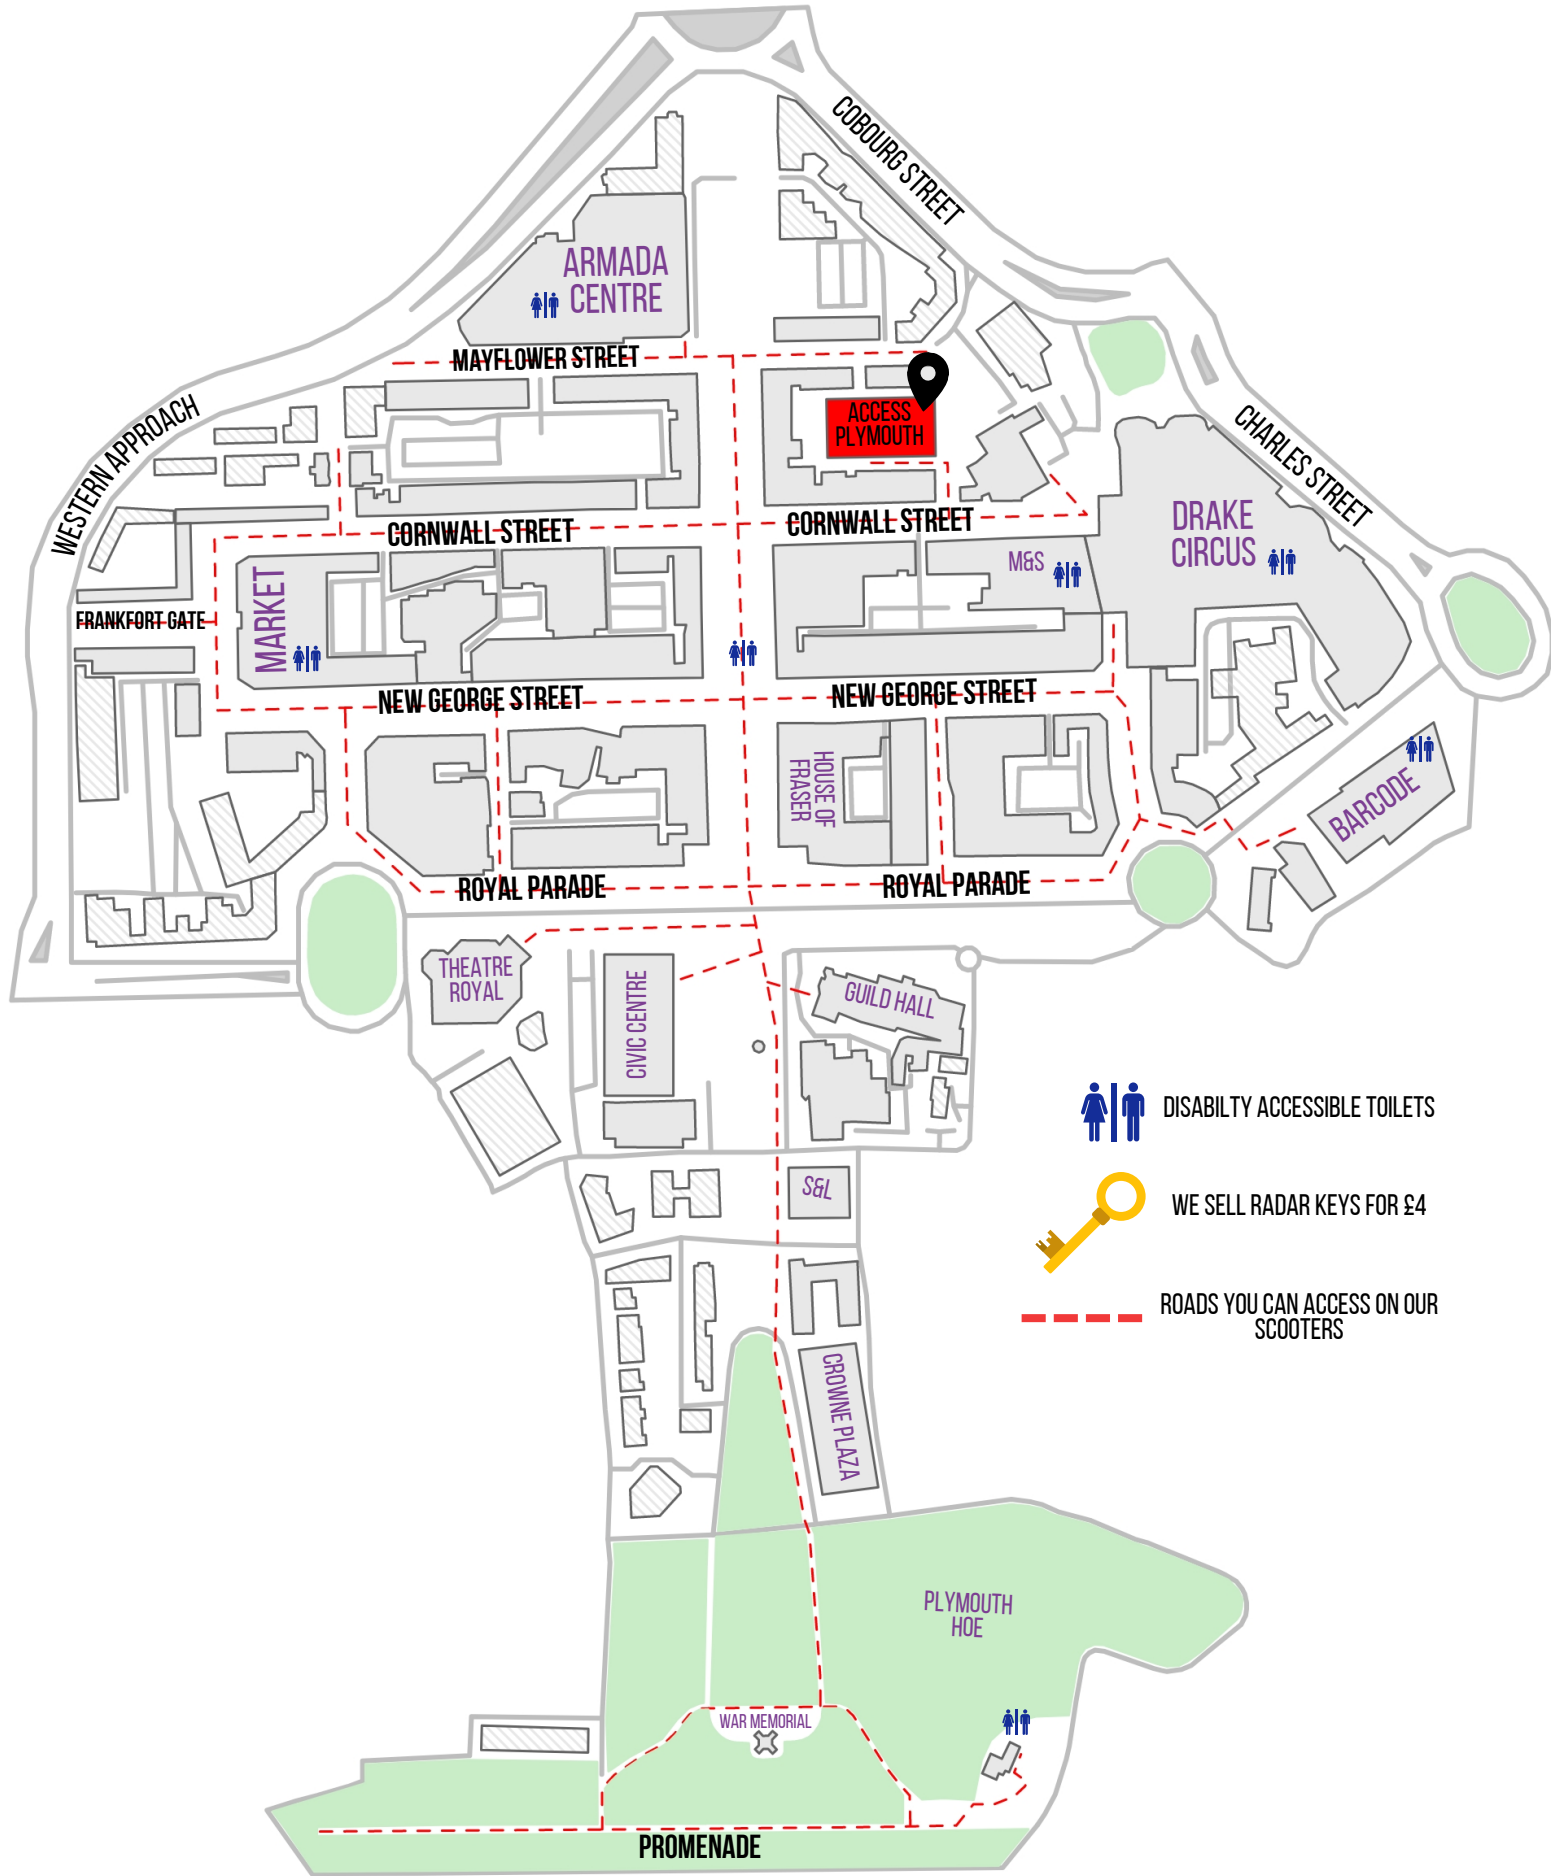 COBOURG STREET
ARMADA
CENTRE
MAYFLOWER STREET
WESTERN APPROACH
ACCESS
PLYMOUTH
CHARLES STREET
CORNWALL STREET
CORNWALL STREET
DRAKE
CIRCUS
M&S
MARKET
FRANKFORT GATE
NEW GEORGE STREET
NEW GEORGE STREET
HOUSE OF
FRASER
BARCODE
ROYAL PARADE
ROYAL PARADE
THEATRE
ROYAL
CIVIC CENTRE
GUILD HALL
DISABILTY ACCESSIBLE TOILETS
S&L
WE SELL RADAR KEYS FOR £4
ROADS YOU CAN ACCESS ON OUR
SCOOTERS
CROWNE PLAZA
PLYMOUTH
HOE
WAR MEMORIAL
PROMENADE